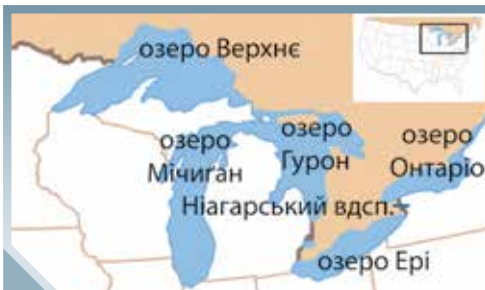 озеро Верхнє
озеро
Мічиган
озеро
Гурон
озеро
Онтаріо
Ніагарський вдсп.
озеро Ері